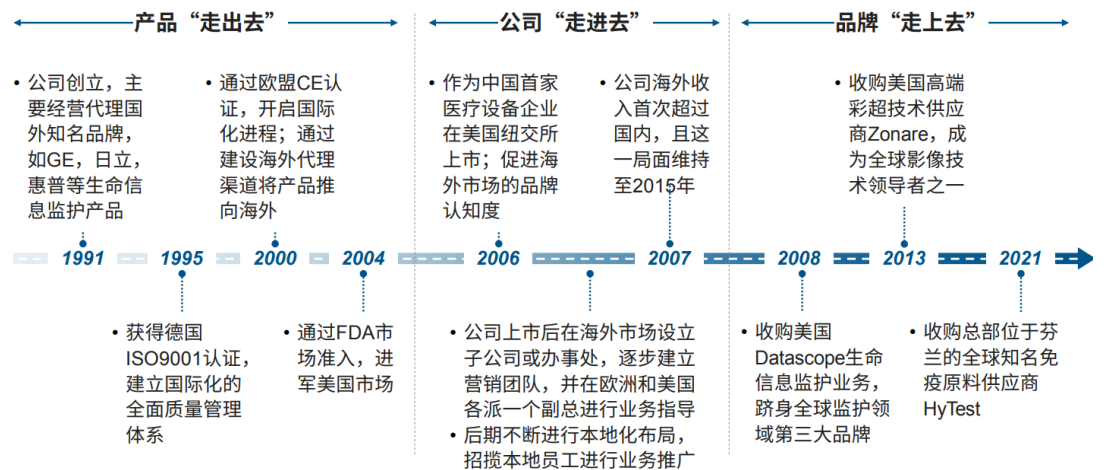 产品“走出去”
公司“走进去”
品牌“走上去”
• 公司创立，主
要经营代理国
外知名品牌，
如GE，日立，
惠普等生命信
息监护产品
• 通过欧盟CE认
证，开启国际
化进程；通过
建设海外代理
渠道将产品推
向海外
• 作为中国首家
医疗设备企业
在美国纽交所
上市；促进海
外市场的品牌
认知度
• 公司海外收
入首次超过
国内，且这
一局面维持
至2015年
• 收购美国高端
彩超技术供应
商Zonare，成
为全球影像技
术领导者之一
1991
1995
2000
2004
2006
2007
2008
2013
2021
• 获得德国
ISO9001认证，
建立国际化的
全面质量管理
体系
• 通过FDA市
场准入，进
军美国市场
• 公司上市后在海外市场设立
子公司或办事处，逐步建立
营销团队，并在欧洲和美国
各派一个副总进行业务指导
• 后期不断进行本地化布局，
招揽本地员工进行业务推广
• 收购美国
Datascope生命
信息监护业务，
跻身全球监护领
域第三大品牌
• 收购总部位于芬
兰的全球知名免
疫原料供应商
HyTest